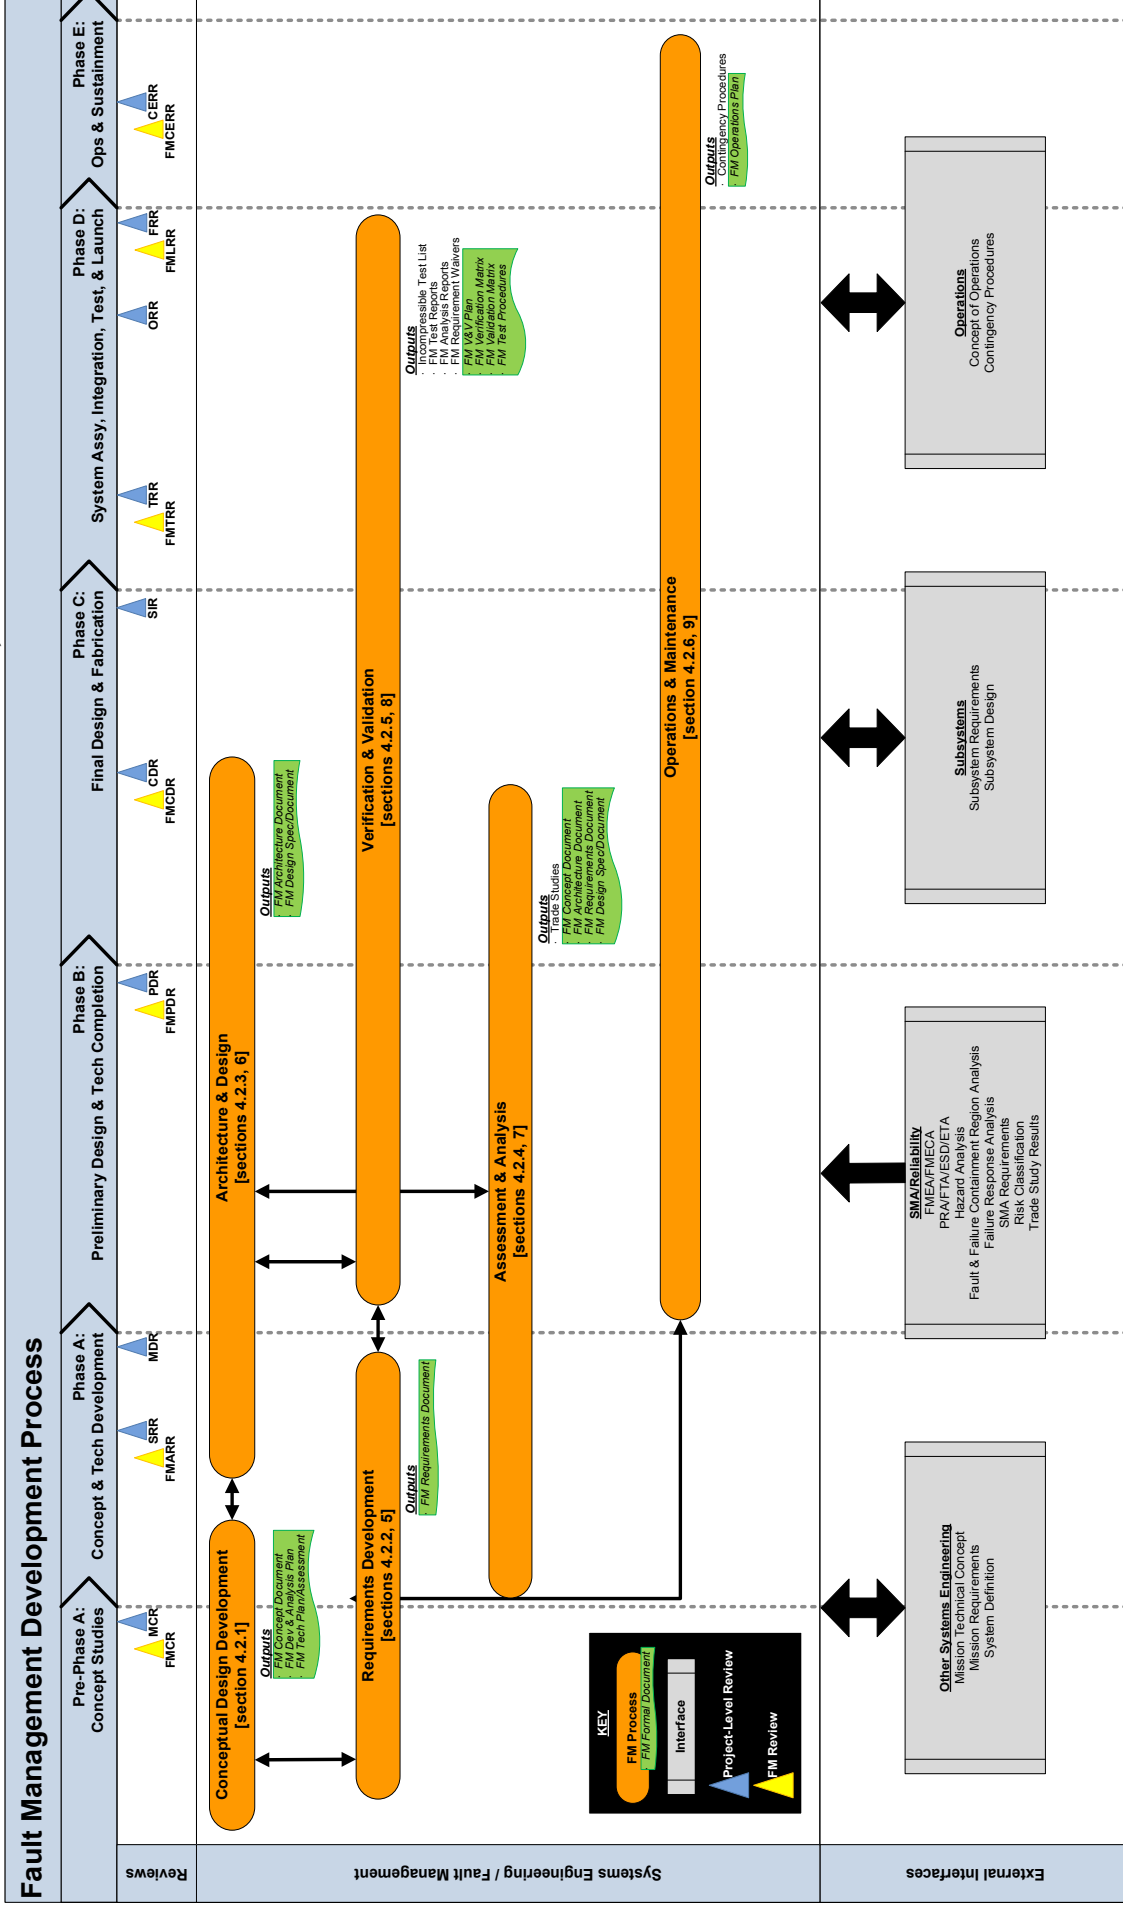 Fault Management Development Process
Pre-Phase A:
Concept Studies
Phase A:
Concept & Tech Development
Phase B:
Preliminary Design & Tech Completion
Phase C:
Final Design & Fabrication
Phase D:
System Assy, Integration, Test, & Launch
Phase E:
Ops & Sustainment
Reviews
MCR
FMCR
SRR
FMARR
MDR
PDR
FMPDR
CDR
FMCDR
SIR
TRR
FMTRR
ORR
FRR
FMLRR
CERR
FMCERR
Systems Engineering / Fault Management
Conceptual Design Development
[section 4.2.1]
Outputs
· FM Concept Document
· FM Dev & Analysis Plan
· FM Tech Plan/Assessment
Architecture & Design
[sections 4.2.3, 6]
Outputs
· FM Architecture Document
· FM Design Spec/Document
Requirements Development
[sections 4.2.2, 5]
Outputs
· FM Requirements Document
Verification & Validation
[sections 4.2.5, 8]
Outputs
· Incompressible Test List
· FM Test Reports
· FM Analysis Reports
· FM Requirement Waivers
· FM V&V Plan
· FM Verification Matrix
· FM Validation Matrix
· FM Test Procedures
Assessment & Analysis
[sections 4.2.4, 7]
Outputs
· Trade Studies
· FM Concept Document
· FM Architecture Document
· FM Requirements Document
· FM Design Spec/Document
Operations & Maintenance
[section 4.2.6, 9]
Outputs
· Contingency Procedures
· FM Operations Plan
KEY
FM Process
· FM Formal Document
Interface
Project-Level Review
FM Review
External Interfaces
Other Systems Engineering
Mission Technical Concept
Mission Requirements
System Definition
SMA/Reliability
FMEA/FMECA
PRA/FTA/ESD/ETA
Hazard Analysis
Fault & Failure Containment Region Analysis
Failure Response Analysis
SMA Requirements
Risk Classification
Trade Study Results
Subsystems
Subsystem Requirements
Subsystem Design
Operations
Concept of Operations
Contingency Procedures